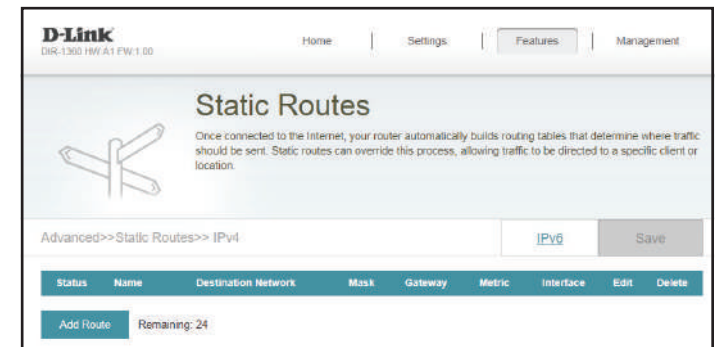 D-Link
DIR-1360 HW:A1 FW:1.00
Home | Settings | Features | Management
Static Routes
Once connected to the Internet, your router automatically builds routing tables that determine where traffic
should be sent. Static routes can override this process, allowing traffic to be directed to a specific client or
location.
Advanced>>Static Routes>> IPv4
IPv6
Save
Status Name Destination Network Mask Gateway Metric Interface Edit Delete
Add Route
Remaining: 24